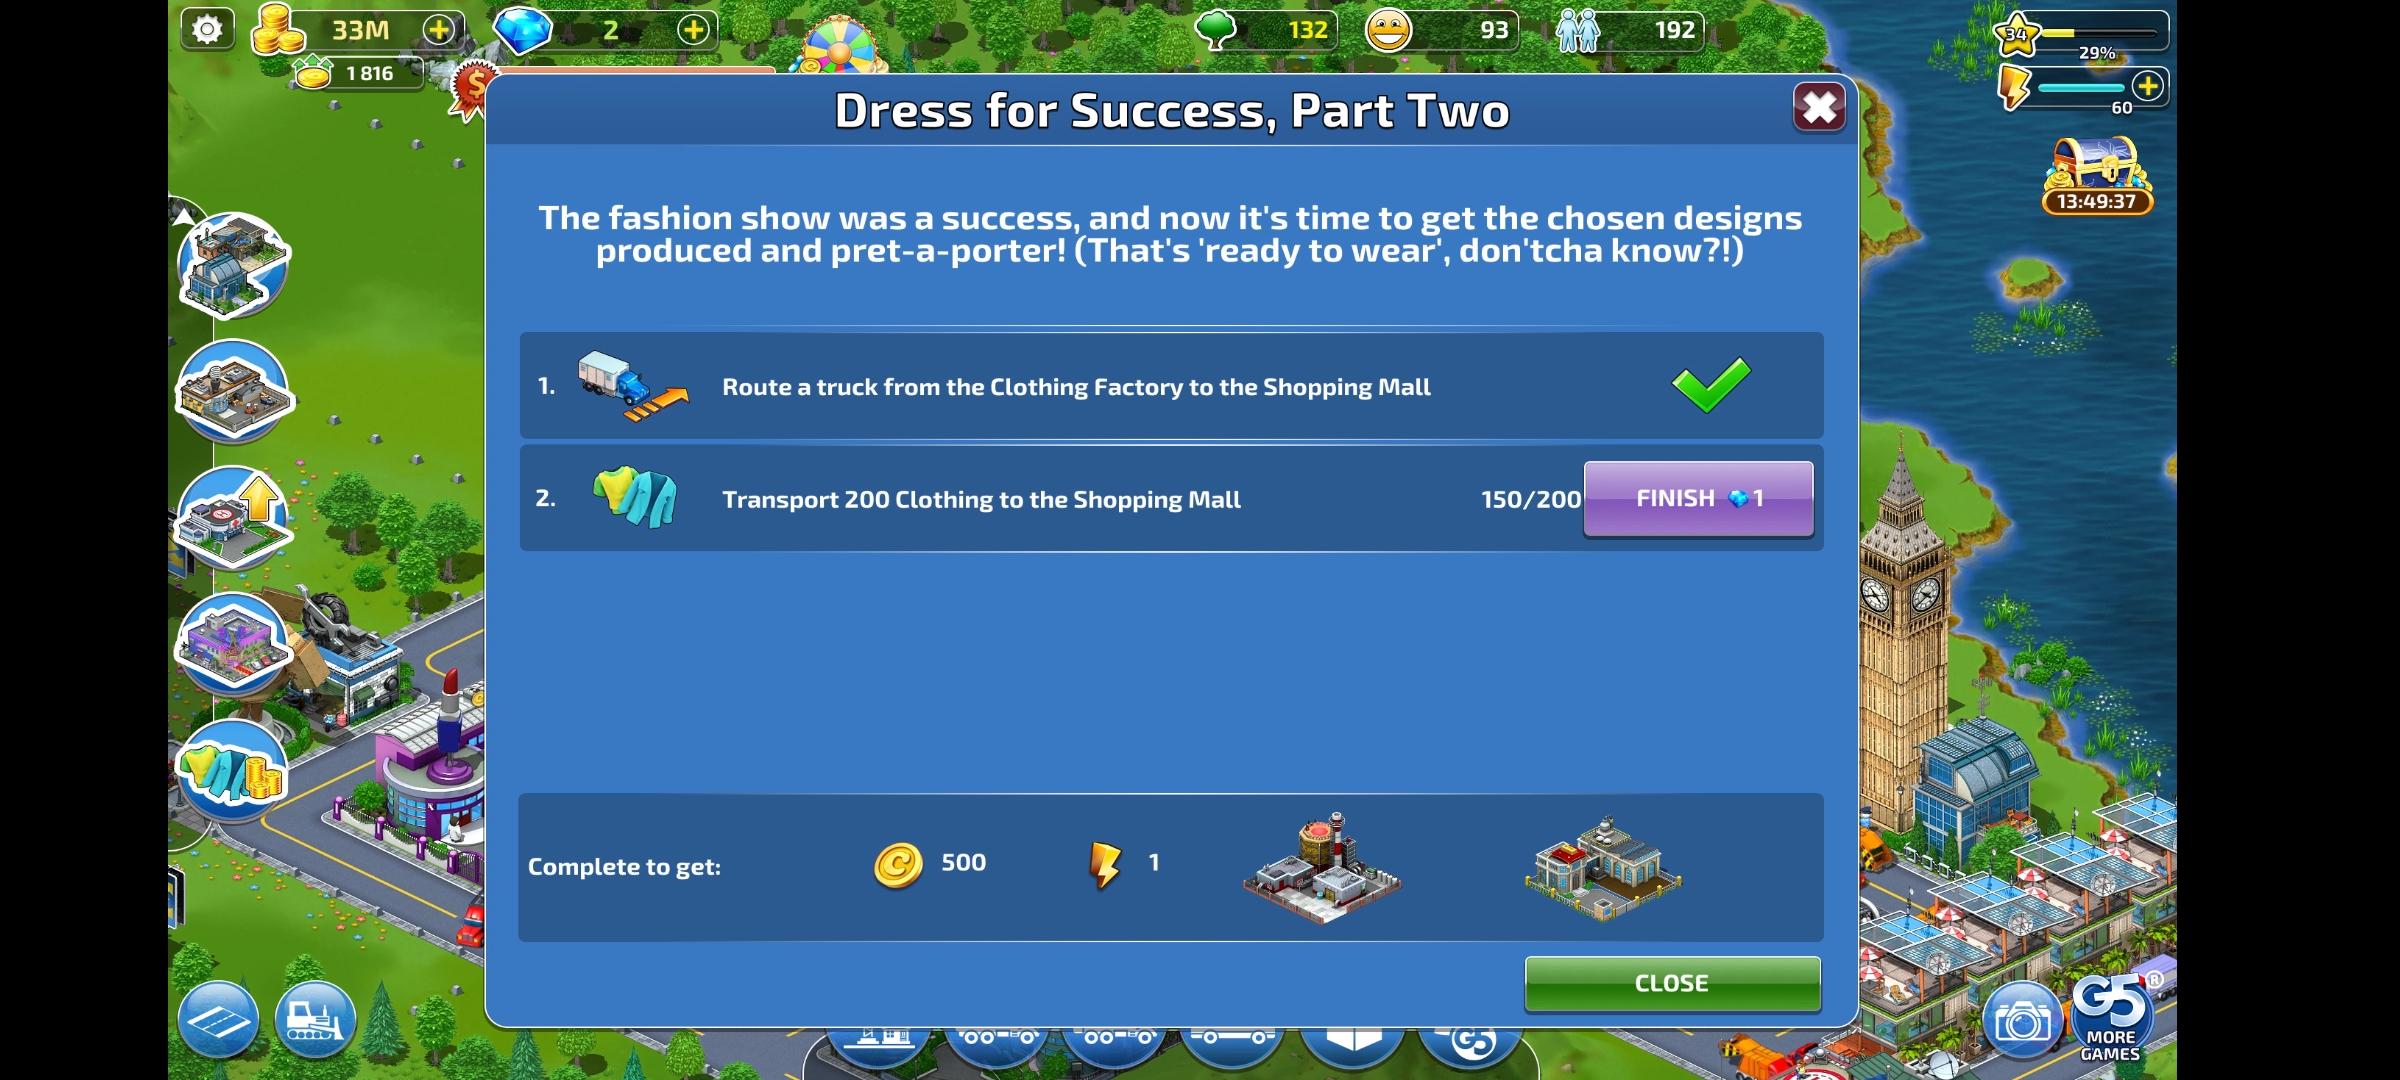 33M
2
132
93
192
34
29%
1 816
60
13:49:37
Dress for Success, Part Two
The fashion show was a success, and now it's time to get the chosen designs
produced and pret-a-porter! (That's 'ready to wear', don'tcha know?!)
1. Route a truck from the Clothing Factory to the Shopping Mall
2. Transport 200 Clothing to the Shopping Mall 150/200 FINISH 1
Complete to get: 500 1
CLOSE
G5
G5®
MORE
GAMES